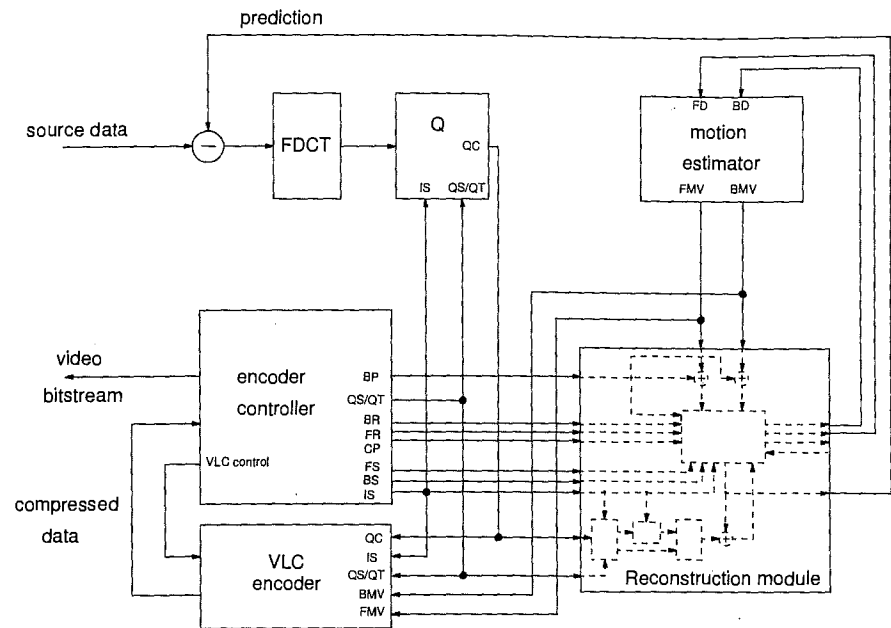 prediction
source data
−
FDCT
Q
QC
IS QS/QT
FD BD
motion
estimator
FMV BMV
video
bitstream
encoder
controller
BP
QS/QT
BR
FR
CP
FS
BS
IS
VLC control
compressed
data
VLC
encoder
QC
IS
QS/QT
BMV
FMV
+ +
+
Reconstruction module